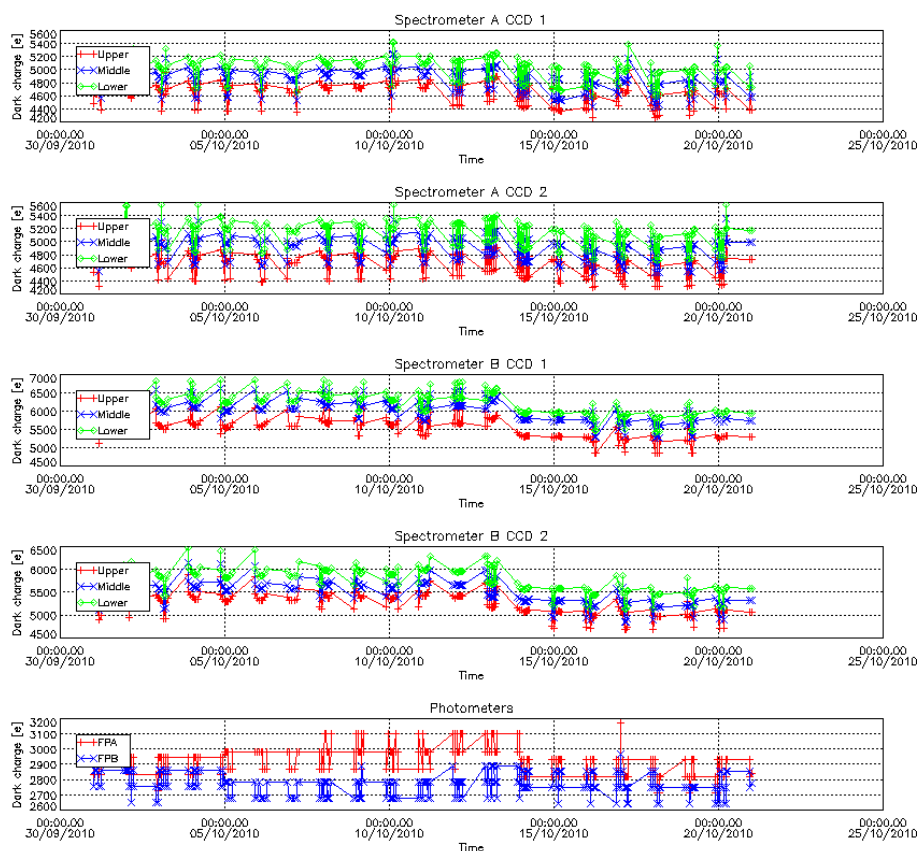 Spectrometer A CCD 1
Dark charge [e]
5600
5400
5200
5000
4800
4600
4400
4200
Upper
Middle
Lower
00:00.00 00:00.00 00:00.00 00:00.00 00:00.00 00:00.00
30/09/2010 05/10/2010 10/10/2010 15/10/2010 20/10/2010 25/10/2010
Time
Spectrometer A CCD 2
Dark charge [e]
5600
5400
5200
5000
4800
4600
4400
4200
Upper
Middle
Lower
00:00.00 00:00.00 00:00.00 00:00.00 00:00.00 00:00.00
30/09/2010 05/10/2010 10/10/2010 15/10/2010 20/10/2010 25/10/2010
Time
Spectrometer B CCD 1
Dark charge [e]
7000
6500
6000
5500
5000
4500
Upper
Middle
Lower
00:00.00 00:00.00 00:00.00 00:00.00 00:00.00 00:00.00
30/09/2010 05/10/2010 10/10/2010 15/10/2010 20/10/2010 25/10/2010
Time
Spectrometer B CCD 2
Dark charge [e]
6500
6000
5500
5000
4500
Upper
Middle
Lower
00:00.00 00:00.00 00:00.00 00:00.00 00:00.00 00:00.00
30/09/2010 05/10/2010 10/10/2010 15/10/2010 20/10/2010 25/10/2010
Time
Photometers
Dark charge [e]
3200
3100
3000
2900
2800
2700
2600
FPA
FPB
00:00.00 00:00.00 00:00.00 00:00.00 00:00.00 00:00.00
30/09/2010 05/10/2010 10/10/2010 15/10/2010 20/10/2010 25/10/2010
Time